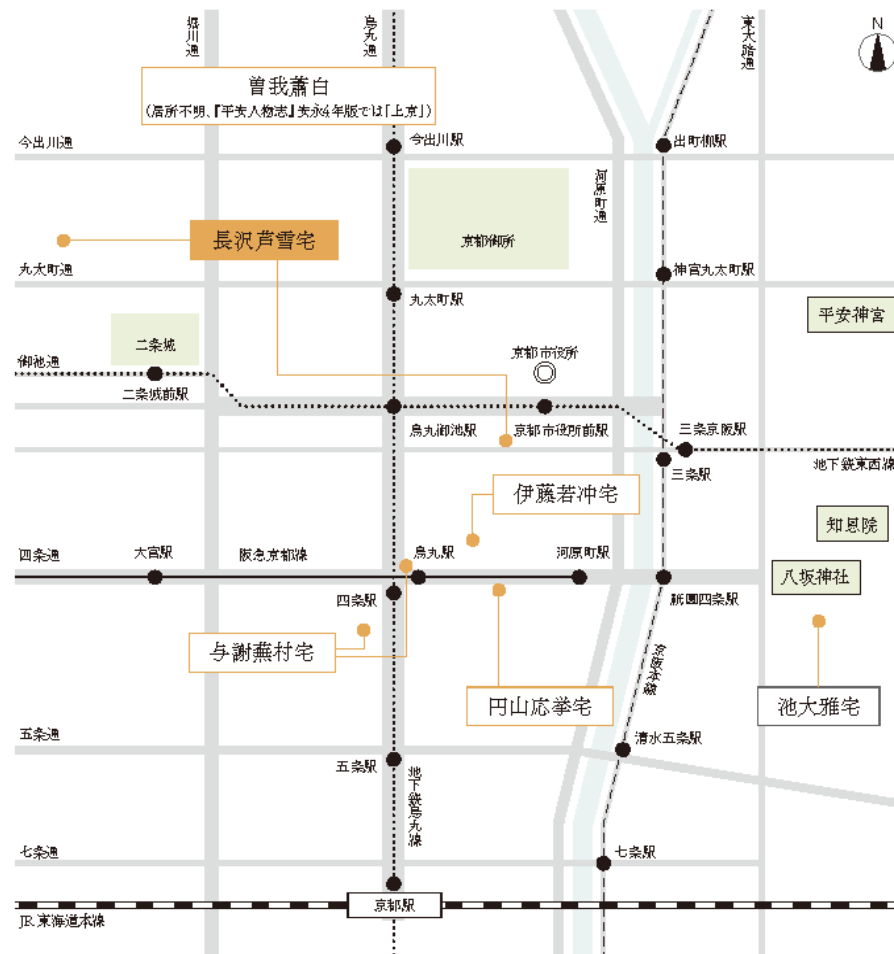 堀川通
烏丸通
東大路通
N
曽我蕭白
(居所不明、『平安人物志』安永4年版では「上京」)
今出川通
今出川駅
出町柳駅
河原町通
長沢芦雪宅
京都御所
丸太町通
丸太町駅
神宮丸太町駅
平安神宮
二条城
御池通
京都市役所
二条城前駅
烏丸御池駅
京都市役所前駅
三条京阪駅
三条駅
地下鉄東西線
伊藤若冲宅
知恩院
四条通
大宮駅
阪急京都線
烏丸駅
河原町駅
八坂神社
四条駅
祇園四条駅
与謝蕪村宅
京阪本線
円山応挙宅
池大雅宅
五条通
清水五条駅
五条駅
地下鉄烏丸線
七条通
七条駅
京都駅
JR東海道本線